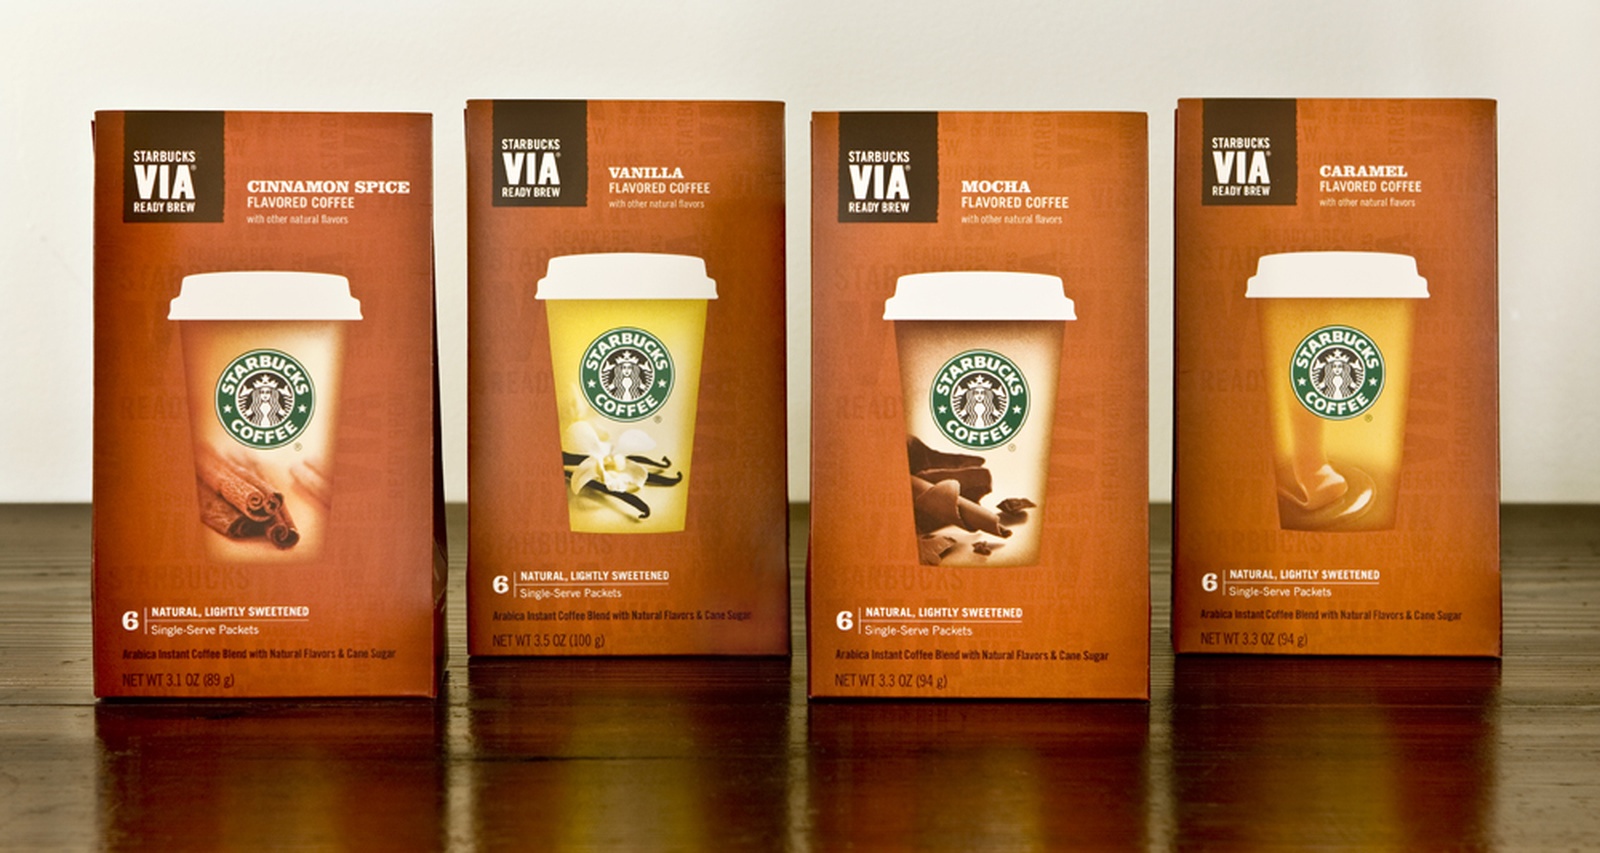 STARBUCKS
VIA®
READY BREW
CINNAMON SPICE
FLAVORED COFFEE
with other natural flavors
STARBUCKS
COFFEE
®
6
NATURAL, LIGHTLY SWEETENED
Single-Serve Packets
Arabica Instant Coffee Blend with Natural Flavors & Cane Sugar
NET WT 3.1 OZ (89 g)
STARBUCKS
VIA®
READY BREW
VANILLA
FLAVORED COFFEE
with other natural flavors
STARBUCKS
COFFEE
®
6
NATURAL, LIGHTLY SWEETENED
Single-Serve Packets
Arabica Instant Coffee Blend with Natural Flavors & Cane Sugar
NET WT 3.5 OZ (100 g)
STARBUCKS
VIA®
READY BREW
MOCHA
FLAVORED COFFEE
with other natural flavors
STARBUCKS
COFFEE
®
6
NATURAL, LIGHTLY SWEETENED
Single-Serve Packets
Arabica Instant Coffee Blend with Natural Flavors & Cane Sugar
NET WT 3.3 OZ (94 g)
STARBUCKS
VIA®
READY BREW
CARAMEL
FLAVORED COFFEE
with other natural flavors
STARBUCKS
COFFEE
®
6
NATURAL, LIGHTLY SWEETENED
Single-Serve Packets
Arabica Instant Coffee Blend with Natural Flavors & Cane Sugar
NET WT 3.3 OZ (94 g)